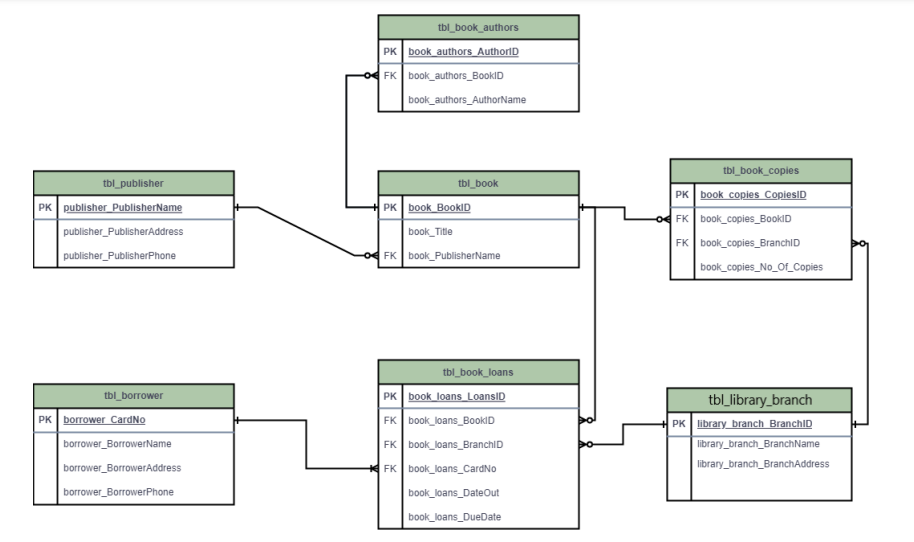 tbl_book_authors
PK book_authors_AuthorID
FK book_authors_BookID
book_authors_AuthorName
tbl_publisher
PK publisher_PublisherName
publisher_PublisherAddress
publisher_PublisherPhone
tbl_book
PK book_BookID
book_Title
FK book_PublisherName
tbl_book_copies
PK book_copies_CopiesID
FK book_copies_BookID
FK book_copies_BranchID
book_copies_No_Of_Copies
tbl_borrower
PK borrower_CardNo
borrower_BorrowerName
borrower_BorrowerAddress
borrower_BorrowerPhone
tbl_book_loans
PK book_loans_LoansID
FK book_loans_BookID
FK book_loans_BranchID
FK book_loans_CardNo
book_loans_DateOut
book_loans_DueDate
tbl_library_branch
PK library_branch_BranchID
library_branch_BranchName
library_branch_BranchAddress